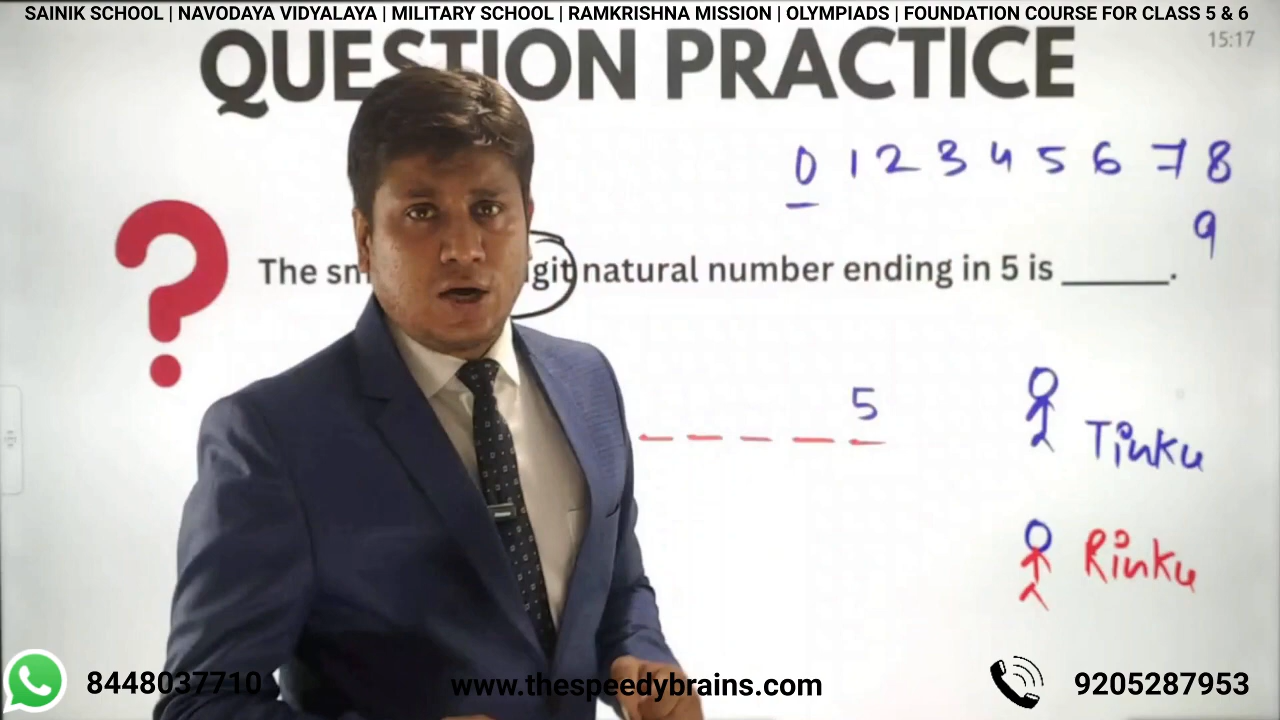 SAINIK SCHOOL | NAVODAYA VIDYALAYA | MILITARY SCHOOL | RAMKRISHNA MISSION | OLYMPIADS | FOUNDATION COURSE FOR CLASS 5 & 6
15:17
QUESTION PRACTICE
0 1 2 3 4 5 6 7 8
9
The natural number ending in 5 is ______.
5
Tinku
Rinku
8448037710 www.thespeedybrains.com 9205287953